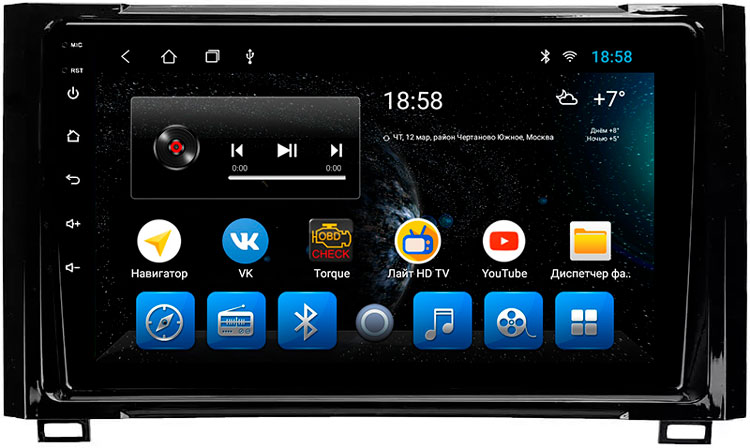 MIC
18:58
RST
18:58
+7°
ЧТ, 12 мар, район Чертаново Южное, Москва
Днём +8°
Ночью +5°
0:00
0:00
OBD
CHECK
Навигатор
VK
Torque
Лайт HD TV
YouTube
Диспетчер фа..